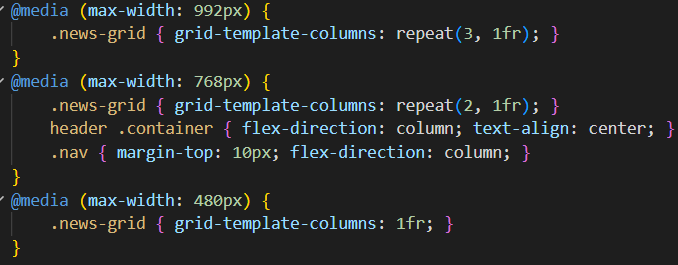 @media (max-width: 992px) {
    .news-grid { grid-template-columns: repeat(3, 1fr); }
}
@media (max-width: 768px) {
    .news-grid { grid-template-columns: repeat(2, 1fr); }
    header .container { flex-direction: column; text-align: center; }
    .nav { margin-top: 10px; flex-direction: column; }
}
@media (max-width: 480px) {
    .news-grid { grid-template-columns: 1fr; }
}